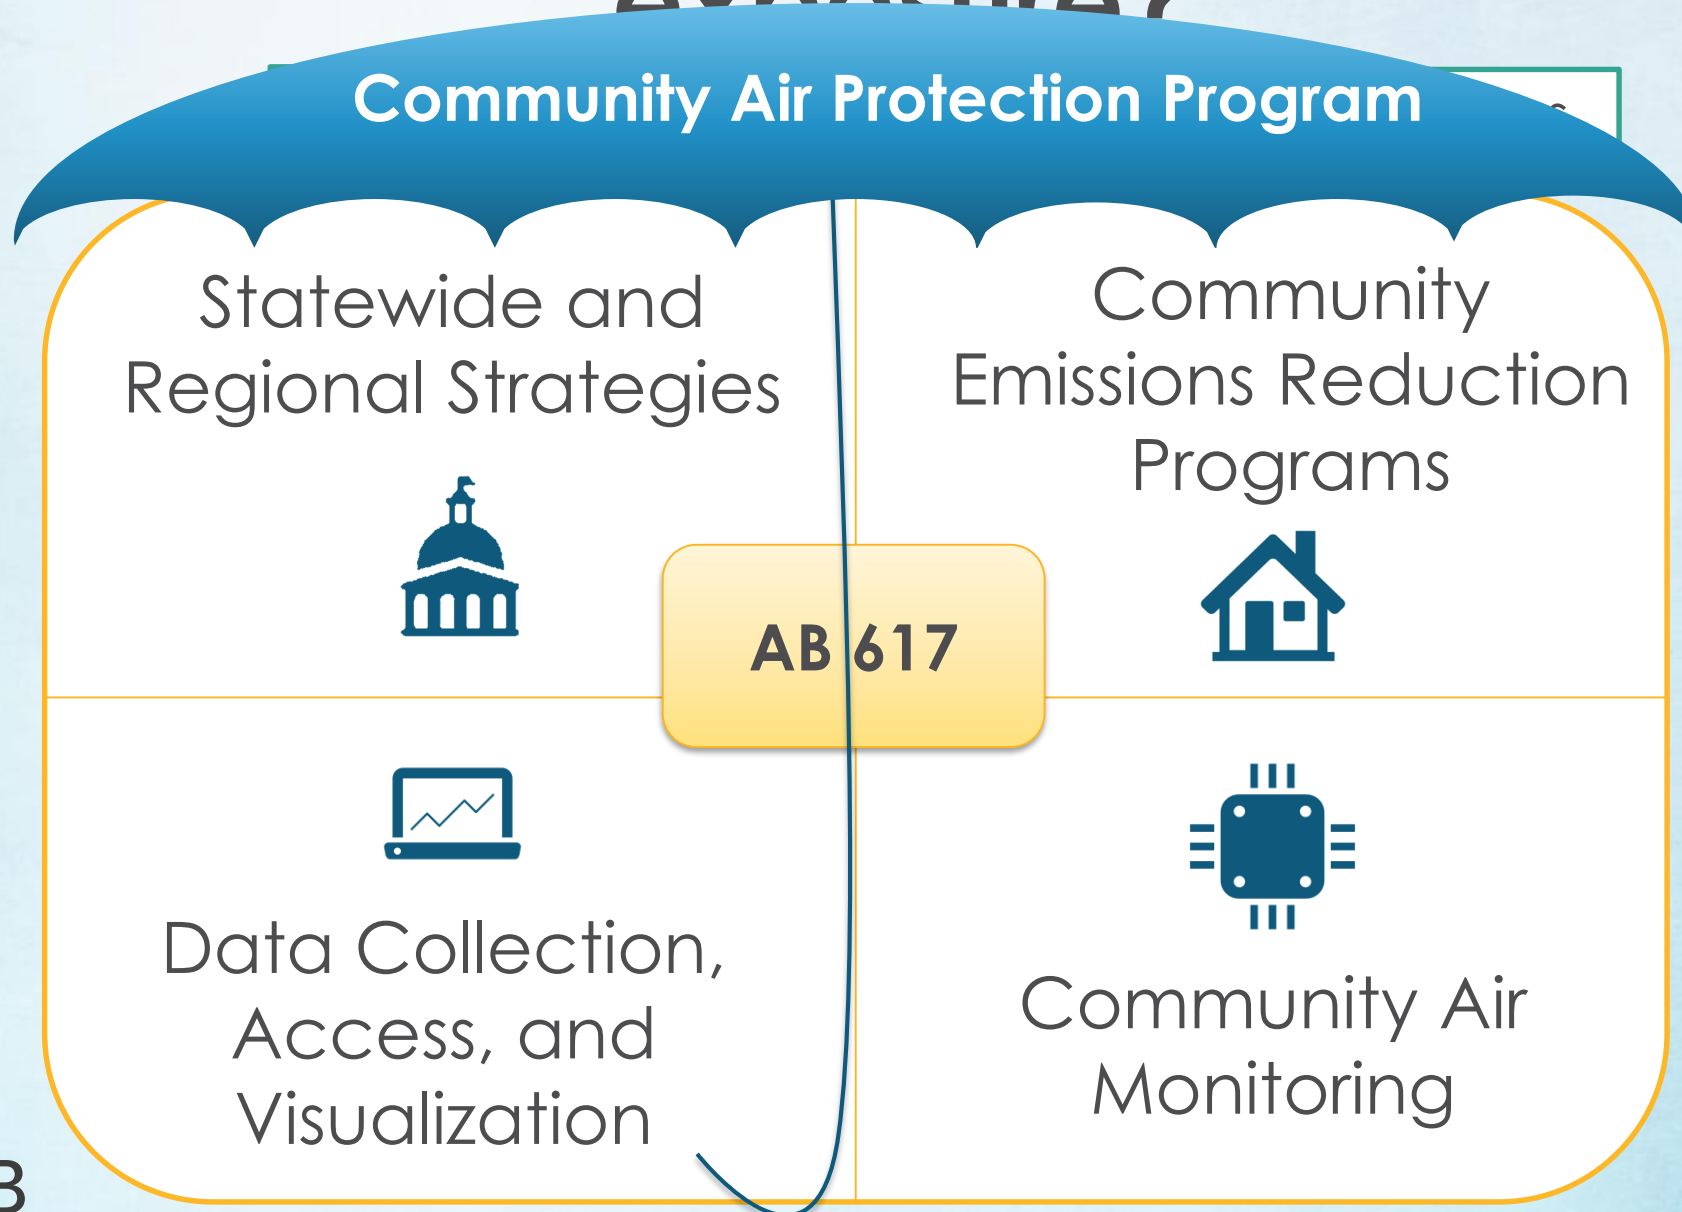 exposure?
Community Air Protection Program
Statewide and
Regional Strategies
Community
Emissions Reduction
Programs
AB 617
Data Collection,
Access, and
Visualization
Community Air
Monitoring